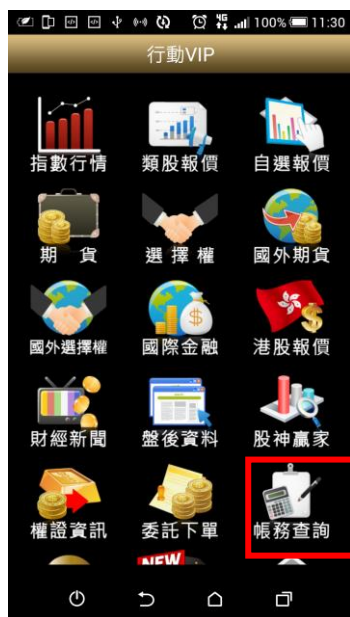 4G 100% 11:30
行動VIP
指數行情 類股報價 自選報價
期 貨 選擇權 國外期貨
國外選擇權 國際金融 港股報價
財經新聞 盤後資料 股神贏家
權證資訊 委託下單 帳務查詢
NEW